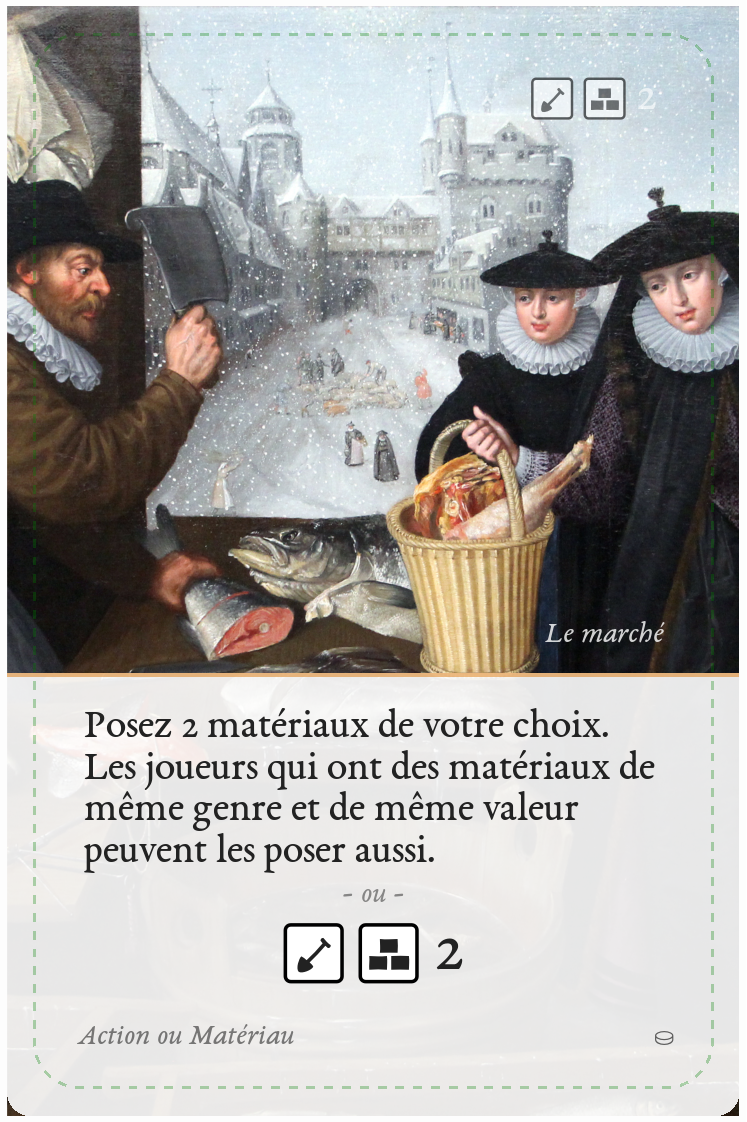 2
Le marché
Posez 2 matériaux de votre choix.
Les joueurs qui ont des matériaux de
même genre et de même valeur
peuvent les poser aussi.
- ou -
2
Action ou Matériau